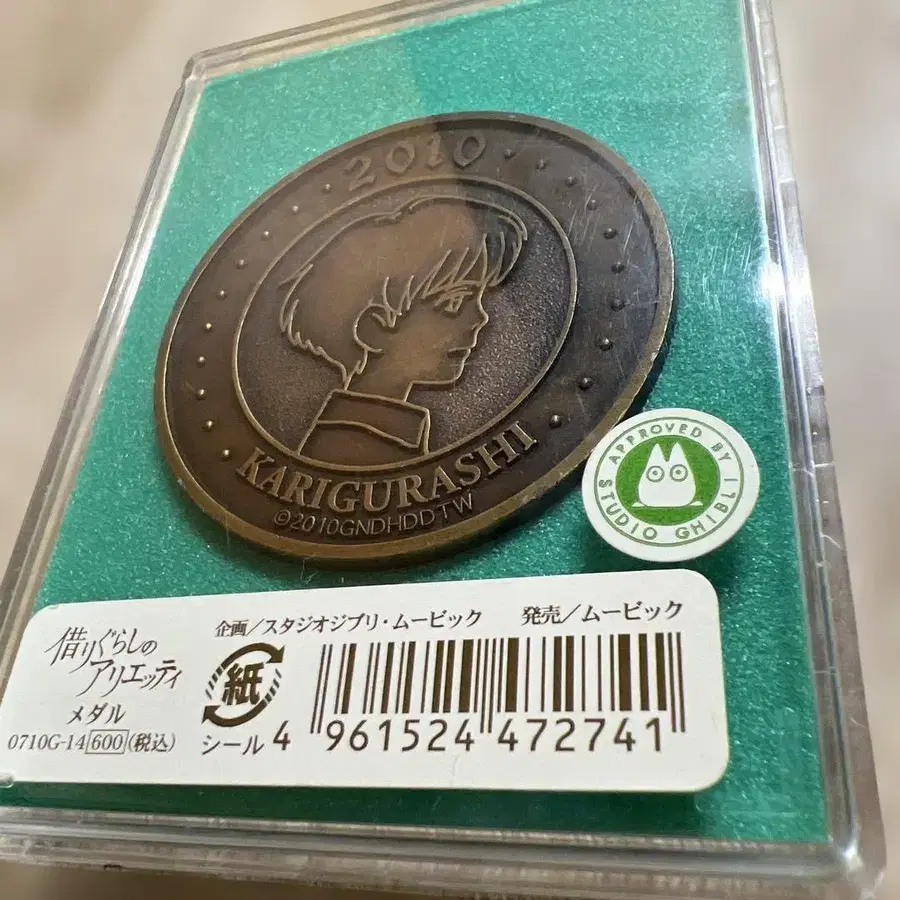 2010
KARIGURASHI
©2010GNDHDDTW
APPROVED BY
STUDIO GHIBLI
借りぐらしの
アリエッティ
メダル
0710G-14 600 (税込)
企画/スタジオジブリ・ムービック 発売/ムービック
紙
シール
4 961524 472741